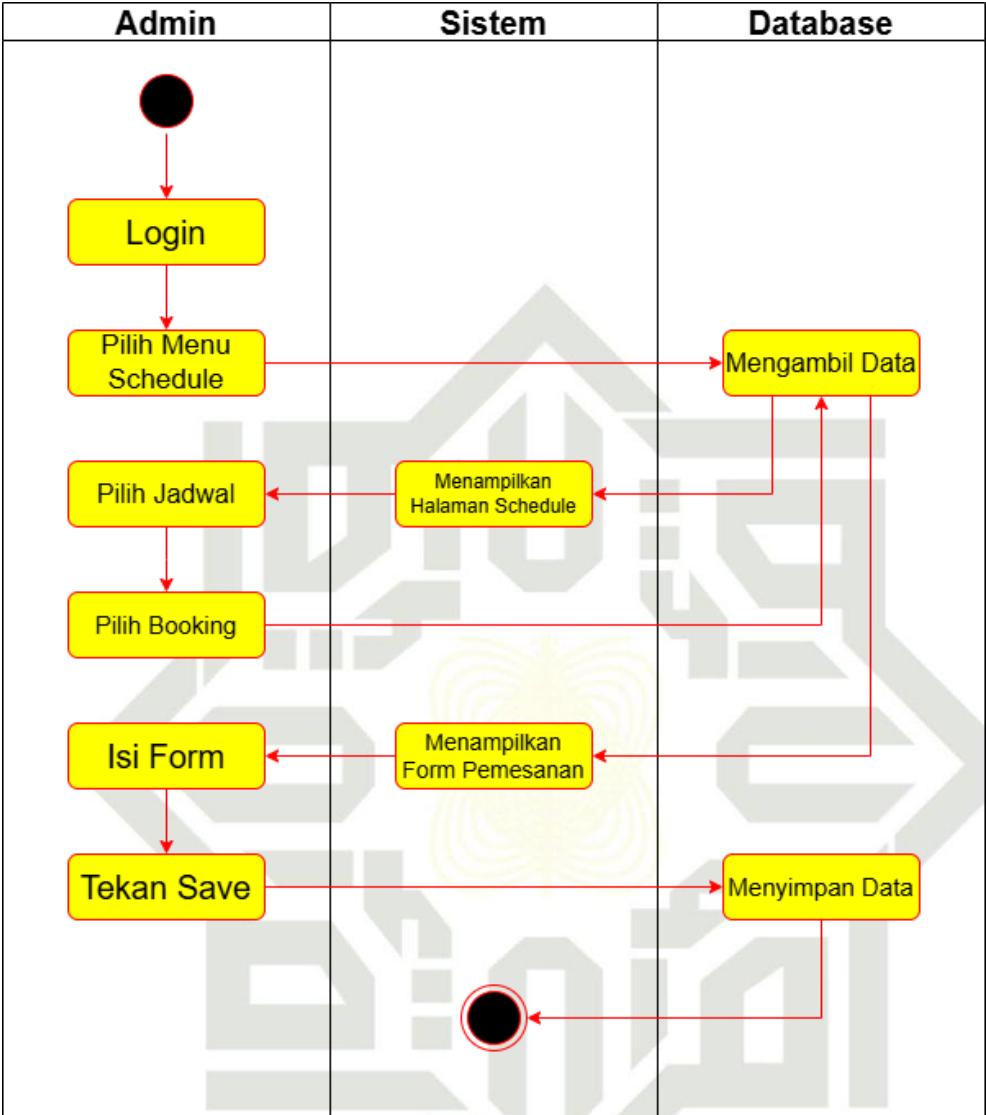 Admin
Sistem
Database
Login
Pilih Menu
Schedule
Mengambil Data
Pilih Jadwal
Menampilkan
Halaman Schedule
Pilih Booking
Isi Form
Menampilkan
Form Pemesanan
Tekan Save
Menyimpan Data